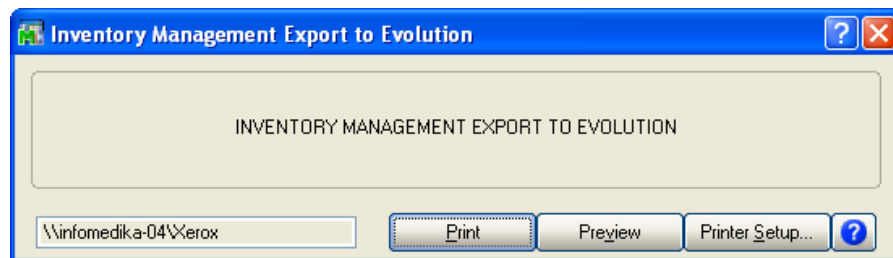 Inventory Management Export to Evolution
INVENTORY MANAGEMENT EXPORT TO EVOLUTION
\\infomedika-04\Xerox Print Preview Printer Setup...